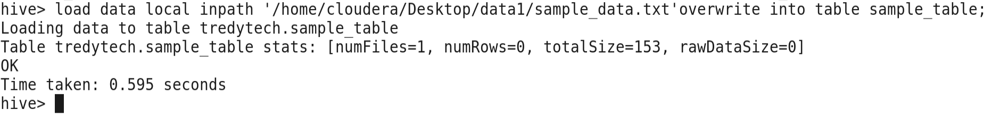 hive> load data local inpath '/home/cloudera/Desktop/data1/sample_data.txt'overwrite into table sample_table;
Loading data to table tredytech.sample_table
Table tredytech.sample_table stats: [numFiles=1, numRows=0, totalSize=153, rawDataSize=0]
OK
Time taken: 0.595 seconds
hive>